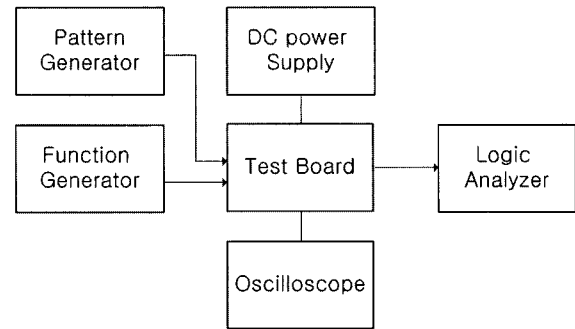 Pattern
Generator
DC power
Supply
Function
Generator
Test Board
Logic
Analyzer
Oscilloscope